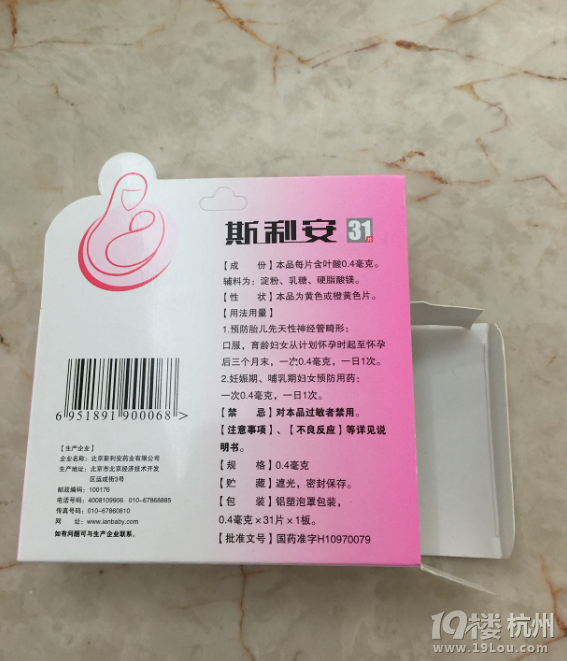 斯利安 31片
【成 份】本品每片含叶酸0.4毫克。
辅料为：淀粉、乳糖、硬脂酸镁。
【性 状】本品为黄色或橙黄色片。
【用法用量】
1.预防胎儿先天性神经管畸形：
口服，育龄妇女从计划怀孕时起至怀孕
后三个月末，一次0.4毫克，一日1次。
2.妊娠期、哺乳期妇女预防用药：
一次0.4毫克，一日1次。
【禁 忌】对本品过敏者禁用。
【注意事项】、【不良反应】等详见说
明书。
【规 格】0.4毫克
【贮 藏】遮光，密封保存。
【包 装】铝塑泡罩包装，
0.4毫克×31片×1板。
【批准文号】国药准字H10970079
6 951891 900068>
【生产企业】
企业名称：北京斯利安药业有限公司
生产地址：北京市北京经济技术开发
区运成街3号
邮政编码：100176
电话号码：4008109906 010-67868885
传真号码：010-67860810
网 址：www.ianbaby.com
如有问题可与生产企业联系。
19楼 杭州
www.19Lou.com